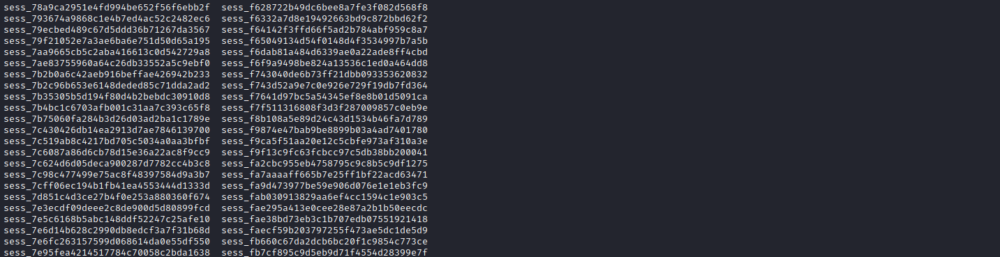 sess_78a9ca2951e4fd994be652f56f6ebb2f sess_f628722b49dc6bee8a7fe3f082d568f8
sess_793674a9868c1e4b7ed4ac52c2482ec6 sess_f6332a7d8e19492663bd9c872bbd62f2
sess_79ecbed489c67d5ddd36b71267da3567 sess_f64142f3ffd66f5ad2b784abf959c8a7
sess_79f21052e7a3ae6ba6e751d50d65a195 sess_f65049134d54f0148d4f3534997b7a5b
sess_7aa9665cb5c2aba416613c0d542729a8 sess_f6dab81a484d6339ae0a22ade8ff4cbd
sess_7ae83755960a64c26db33552a5c9ebf0 sess_f6f9a9498be824a13536c1ed0a464dd8
sess_7b2b0a6c42aeb916beffae426942b233 sess_f743040de6b73ff21dbb093353620832
sess_7b2c96b653e6148deded85c71dda2ad2 sess_f743d52a9e7c0e926e729f19db7fd364
sess_7b35305b5d194f80d4b2bebdc30910d8 sess_f7641d97bc5a54345ef8e8b01d5091ca
sess_7b4bc1c6703afb001c31aa7c393c65f8 sess_f7f511316808f3d3f287009857c0eb9e
sess_7b75060fa284b3d26d03ad2ba1c1789e sess_f8b108a5e89d24c43d1534b46fa7d789
sess_7c430426db14ea2913d7ae7846139700 sess_f9874e47bab9be8899b03a4ad7401780
sess_7c519ab8c4217bd705c5034a0aa3bfbf sess_f9ca5f51aa20e12c5cbfe973af310a3e
sess_7c6087a86d6cb78d15e36a22ac8f9cc9 sess_f9f13c9fc63fcbcc97c5db38bb200041
sess_7c624d6d05deca900287d7782cc4b3c8 sess_fa2cbc955eb4758795c9c8b5c9df1275
sess_7c98c477499e75ac8f48397584d9a3b7 sess_fa7aaaaff665b7e25ff1bf22acd63471
sess_7cff06ec194b1fb41ea4553444d1333d sess_fa9d473977be59e906d076e1e1eb3fc9
sess_7d851c4d3ce27b4f0e253a880360f674 sess_fab030913829aa6ef4cc1594c1e903c5
sess_7e3ecdf09deee2c8de900d5d80899fcd sess_fae295a413e0cee28e87a2b1b50eecdc
sess_7e5c6168b5abc148ddf52247c25afe10 sess_fae38bd73eb3c1b707edb07551921418
sess_7e6d14b628c2990db8edcf3a7f31b68d sess_faecf59b203797255f473ae5dc1de5d9
sess_7e6fc263157599d068614da0e55df550 sess_fb660c67da2dcb6bc20f1c9854c773ce
sess_7e95fea4214517784c70058c2bda1638 sess_fb7cf895c9d5eb9d71f4554d28399e7f